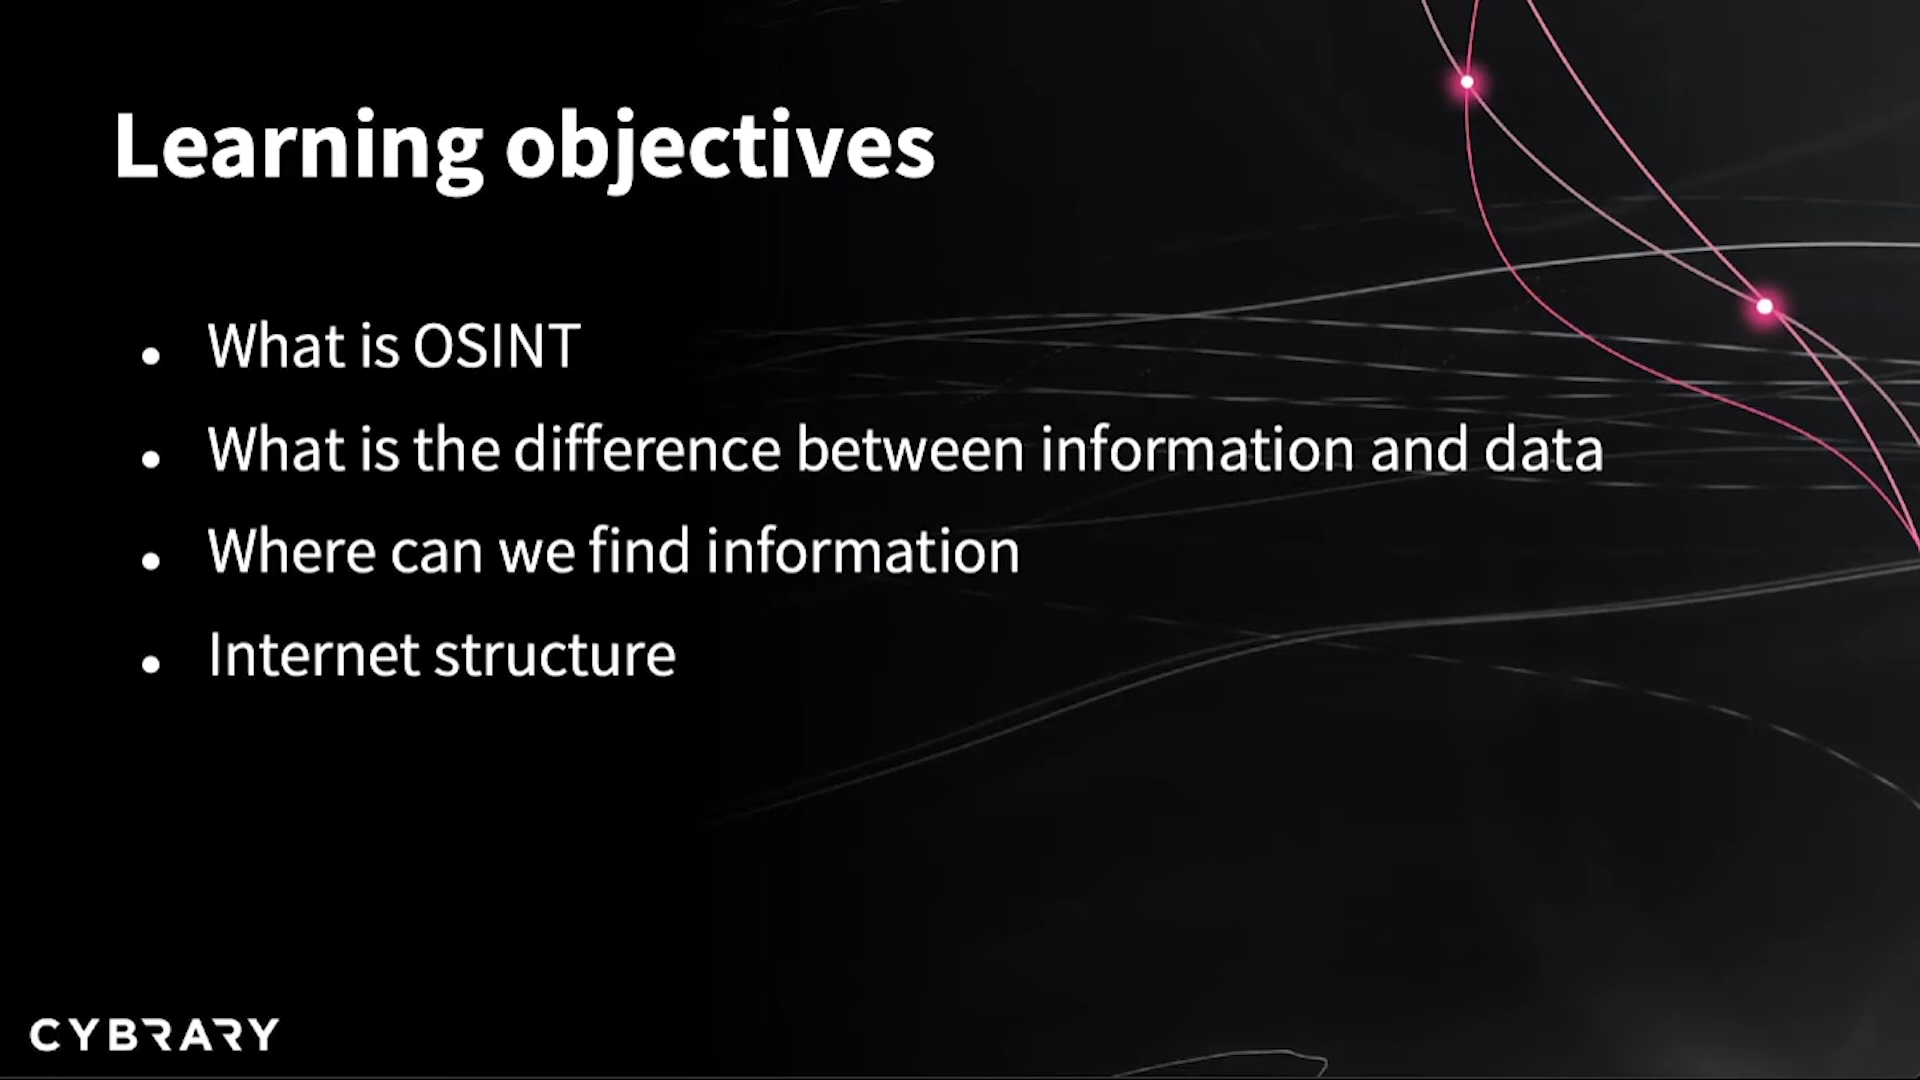 Learning objectives
• What is OSINT
• What is the difference between information and data
• Where can we find information
• Internet structure
CYBRARY